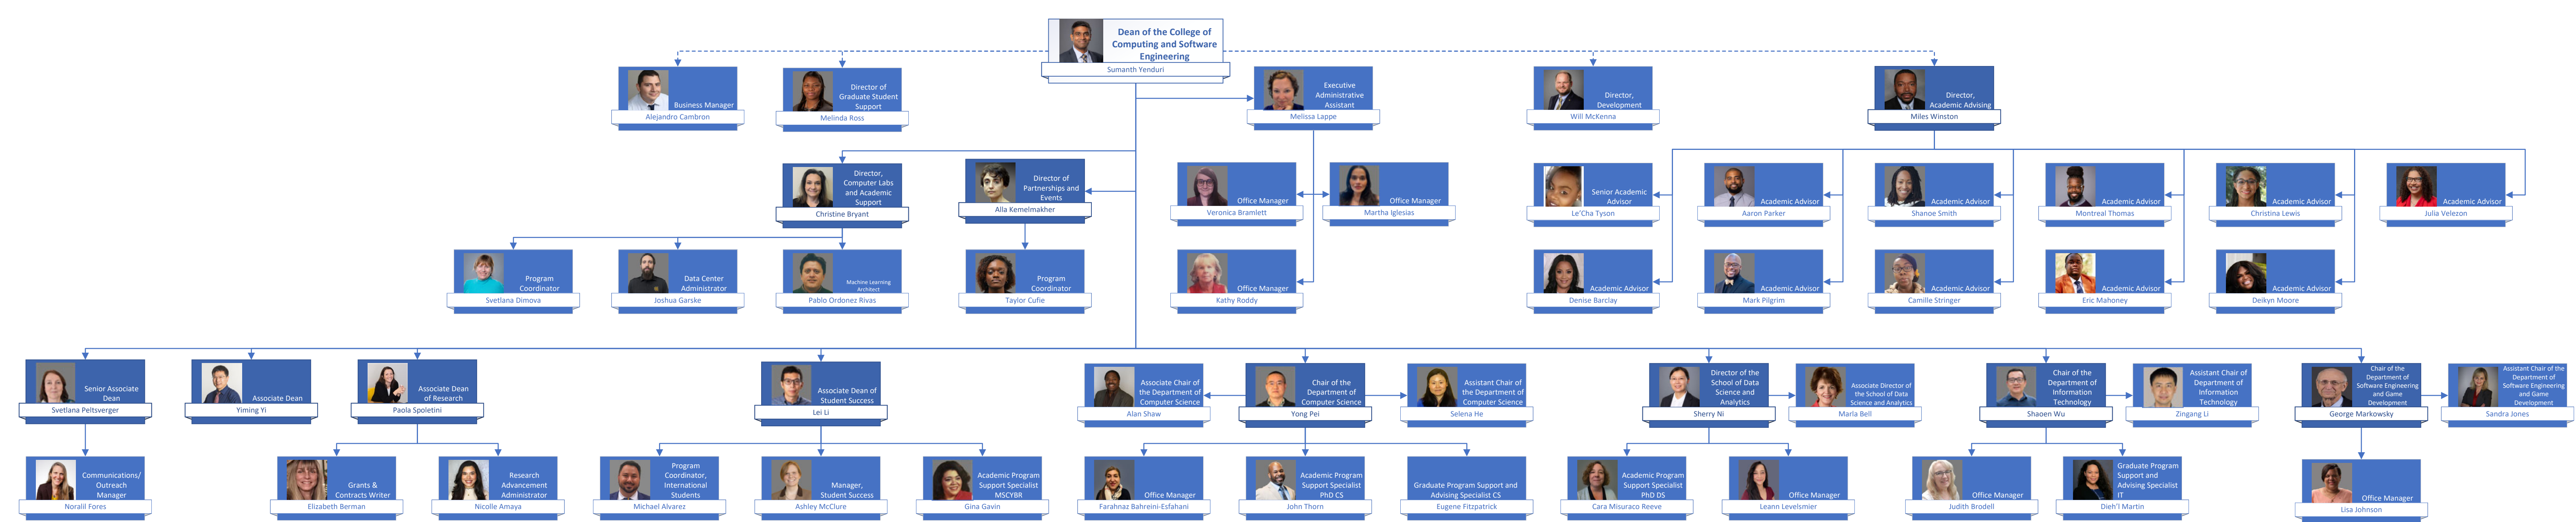 Dean of the College of
Computing and Software
Engineering
Sumanth Yenduri
Business Manager
Alejandro Cambron
Director of
Graduate Student
Support
Melinda Ross
Executive
Administrative
Assistant
Melissa Lappe
Director,
Development
Will McKenna
Director,
Academic Advising
Miles Winston
Director,
Computer Labs
and Academic
Support
Christine Bryant
Director of
Partnerships and
Events
Alla Kemelmakher
Office Manager
Veronica Bramlett
Office Manager
Martha Iglesias
Senior Academic
Advisor
Le'Cha Tyson
Academic Advisor
Aaron Parker
Academic Advisor
Shanoe Smith
Academic Advisor
Montreal Thomas
Academic Advisor
Christina Lewis
Academic Advisor
Julia Velezon
Program
Coordinator
Svetlana Dimova
Data Center
Administrator
Joshua Garske
Machine Learning
Architect
Pablo Ordonez Rivas
Program
Coordinator
Taylor Cufie
Office Manager
Kathy Roddy
Academic Advisor
Denise Barclay
Academic Advisor
Mark Pilgrim
Academic Advisor
Camille Stringer
Academic Advisor
Eric Mahoney
Academic Advisor
Deikyn Moore
Senior Associate
Dean
Svetlana Peltsverger
Associate Dean
Yiming Yi
Associate Dean
of Research
Paola Spoletini
Associate Dean of
Student Success
Lei Li
Associate Chair of
the Department of
Computer Science
Alan Shaw
Chair of the
Department of
Computer Science
Yong Pei
Assistant Chair of
the Department of
Computer Science
Selena He
Director of the
School of Data
Science and
Analytics
Sherry Ni
Associate Director of
the School of Data
Science and Analytics
Marla Bell
Chair of the
Department of
Information
Technology
Shaoen Wu
Assistant Chair of
Department of
Information
Technology
Zingang Li
Chair of the
Department of
Software Engineering
and Game
Development
George Markowsky
Assistant Chair of
the Department of
Software Engineering
and Game
Development
Sandra Jones
Communications/
Outreach
Manager
Noralil Fores
Grants &
Contracts Writer
Elizabeth Berman
Research
Advancement
Administrator
Nicolle Amaya
Program
Coordinator,
International
Students
Michael Alvarez
Manager,
Student Success
Ashley McClure
Academic Program
Support Specialist
MSCYBR
Gina Gavin
Office Manager
Farahnaz Bahreini-Esfahani
Academic Program
Support Specialist
PhD CS
John Thorn
Graduate Program Support and
Advising Specialist CS
Eugene Fitzpatrick
Academic Program
Support Specialist
PhD DS
Cara Misuraco Reeve
Office Manager
Leann Levelsmier
Office Manager
Judith Brodell
Graduate Program
Support and
Advising Specialist
IT
Dieh'l Martin
Office Manager
Lisa Johnson